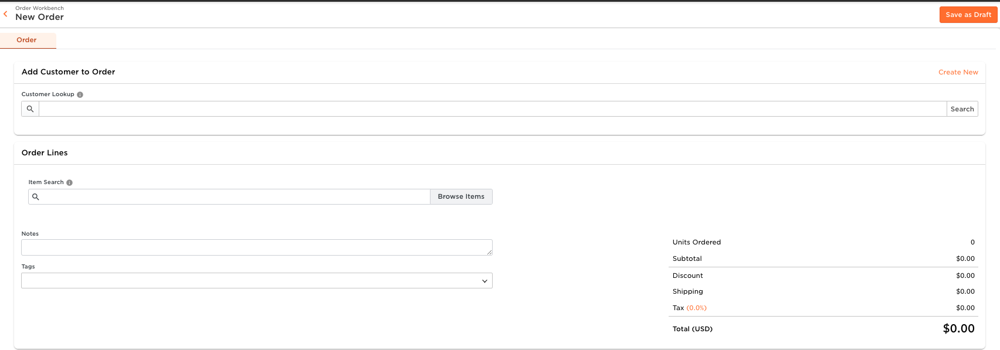 Order Workbench
New Order
Save as Draft
Order
Add Customer to Order
Create New
Customer Lookup
Search
Order Lines
Item Search
Browse Items
Notes
Tags
Units Ordered 0
Subtotal $0.00
Discount $0.00
Shipping $0.00
Tax (0.0%) $0.00
Total (USD) $0.00